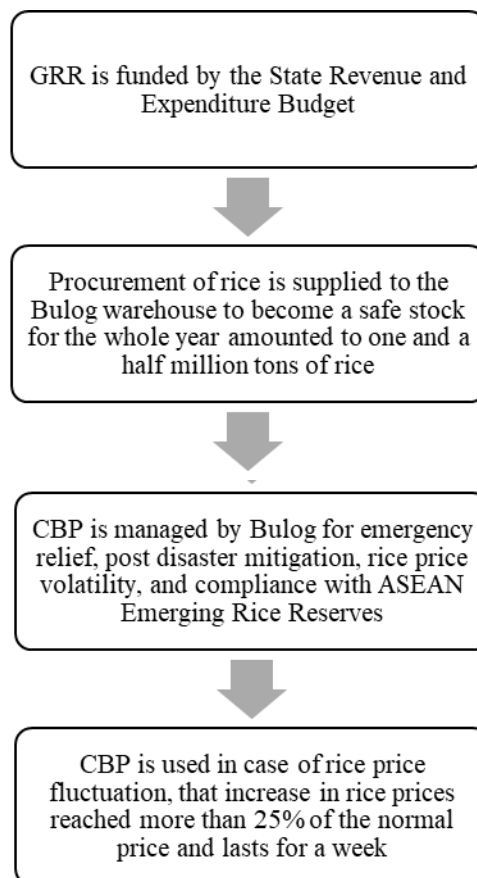 GRR is funded by the State Revenue and
Expenditure Budget
Procurement of rice is supplied to the
Bulog warehouse to become a safe stock
for the whole year amounted to one and a
half million tons of rice
CBP is managed by Bulog for emergency
relief, post disaster mitigation, rice price
volatility, and compliance with ASEAN
Emerging Rice Reserves
CBP is used in case of rice price
fluctuation, that increase in rice prices
reached more than 25% of the normal
price and lasts for a week